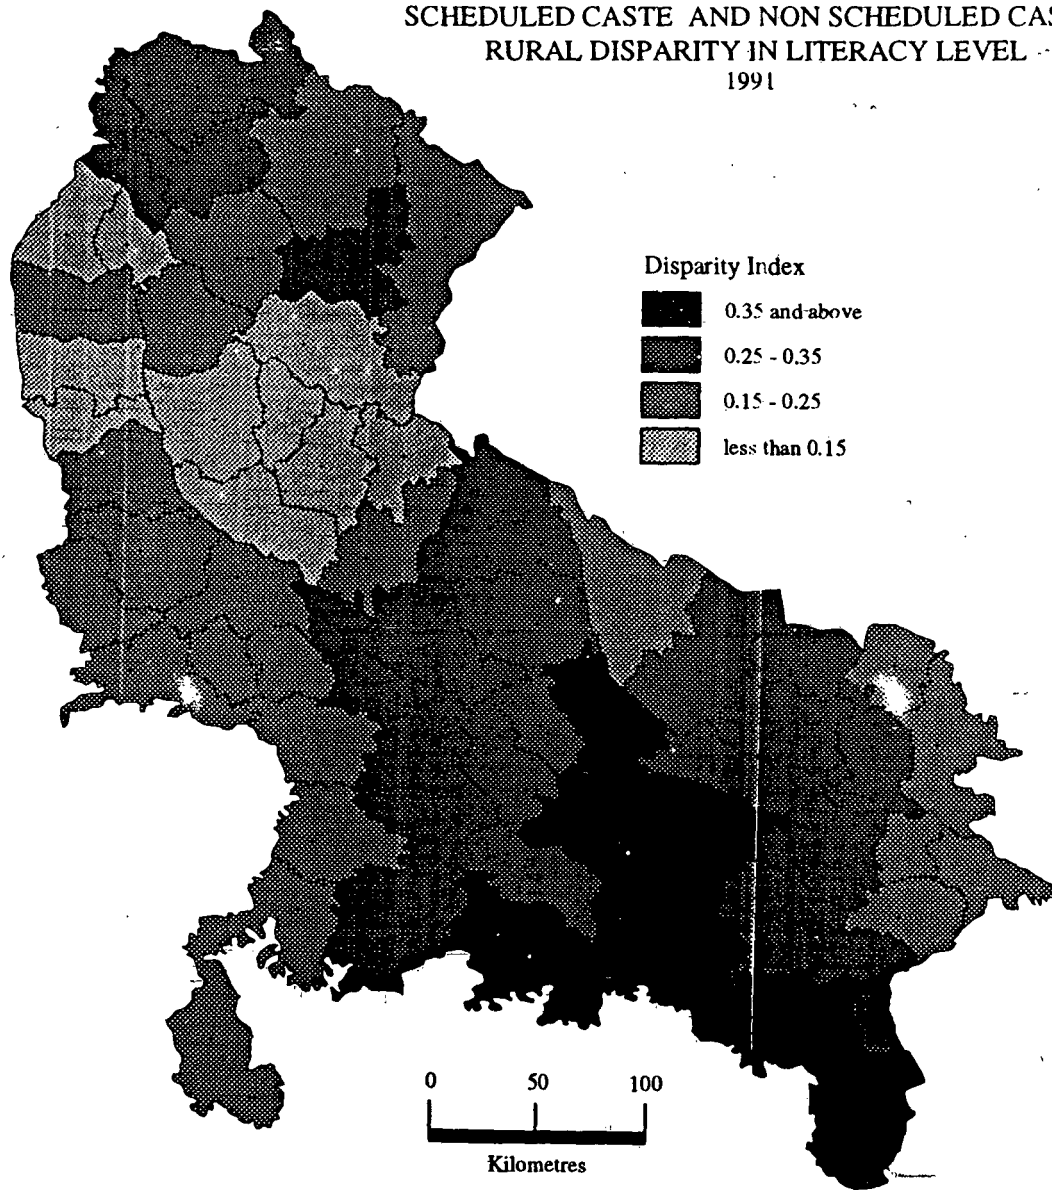 SCHEDULED CASTE AND NON SCHEDULED CAS
RURAL DISPARITY IN LITERACY LEVEL
1991
Disparity Index
0.35 and above
0.25 - 0.35
0.15 - 0.25
less than 0.15
0 50 100
Kilometres